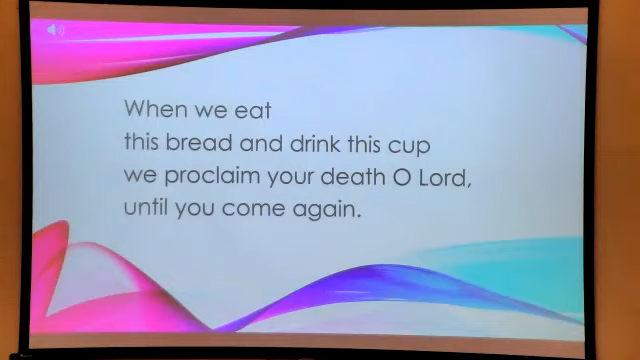 When we eat
this bread and drink this cup
we proclaim your death O Lord,
until you come again.